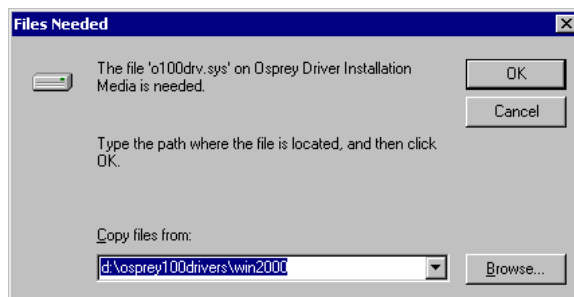 Files Needed
The file 'o100drv.sys' on Osprey Driver Installation
Media is needed.
OK
Cancel
Type the path where the file is located, and then click
OK.
Copy files from:
d:\osprey100drivers\win2000
Browse...